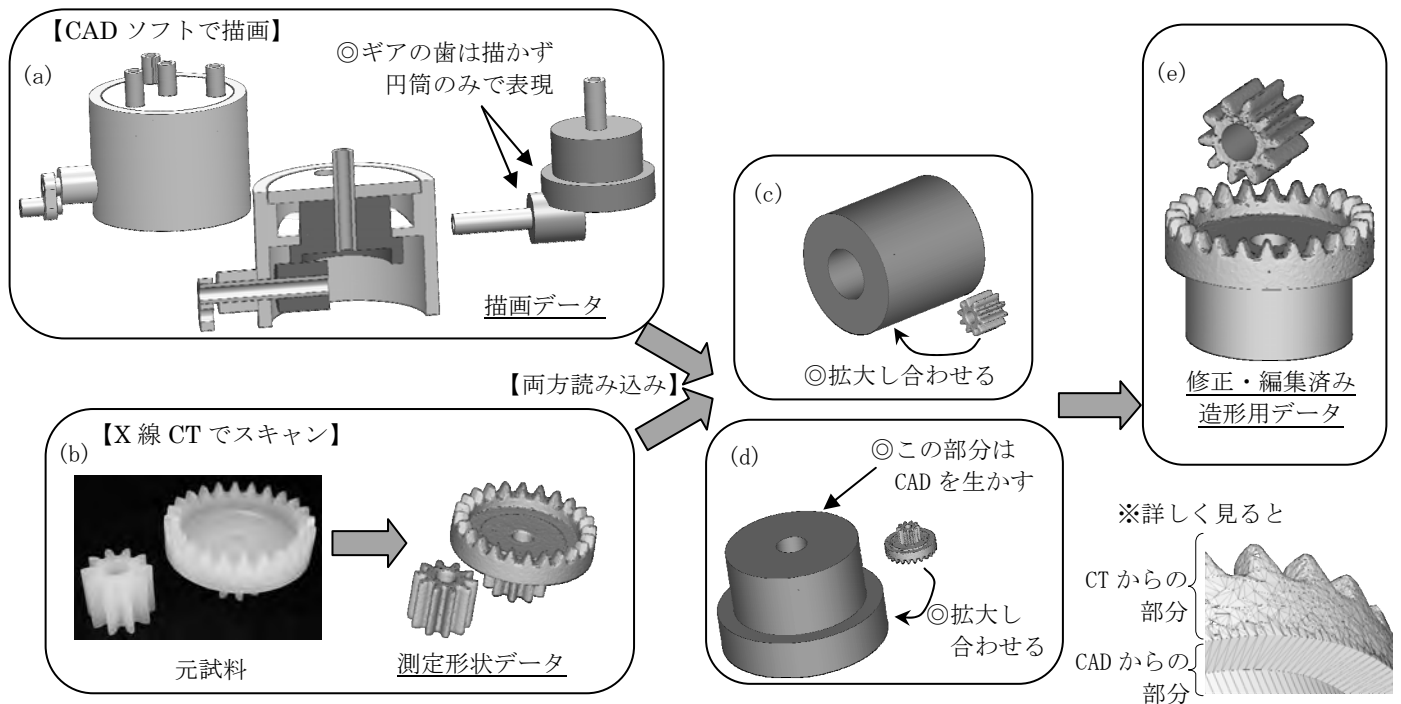 【CAD ソフトで描画】
(a)
◎ギアの歯は描かず
円筒のみで表現
描画データ
【両方読み込み】
(b)
【X 線 CT でスキャン】
元試料
測定形状データ
(c)
◎拡大し合わせる
(d)
◎この部分は
CAD を生かす
◎拡大し
合わせる
(e)
修正・編集済み
造形用データ
※詳しく見ると
CT からの
部分
CAD からの
部分